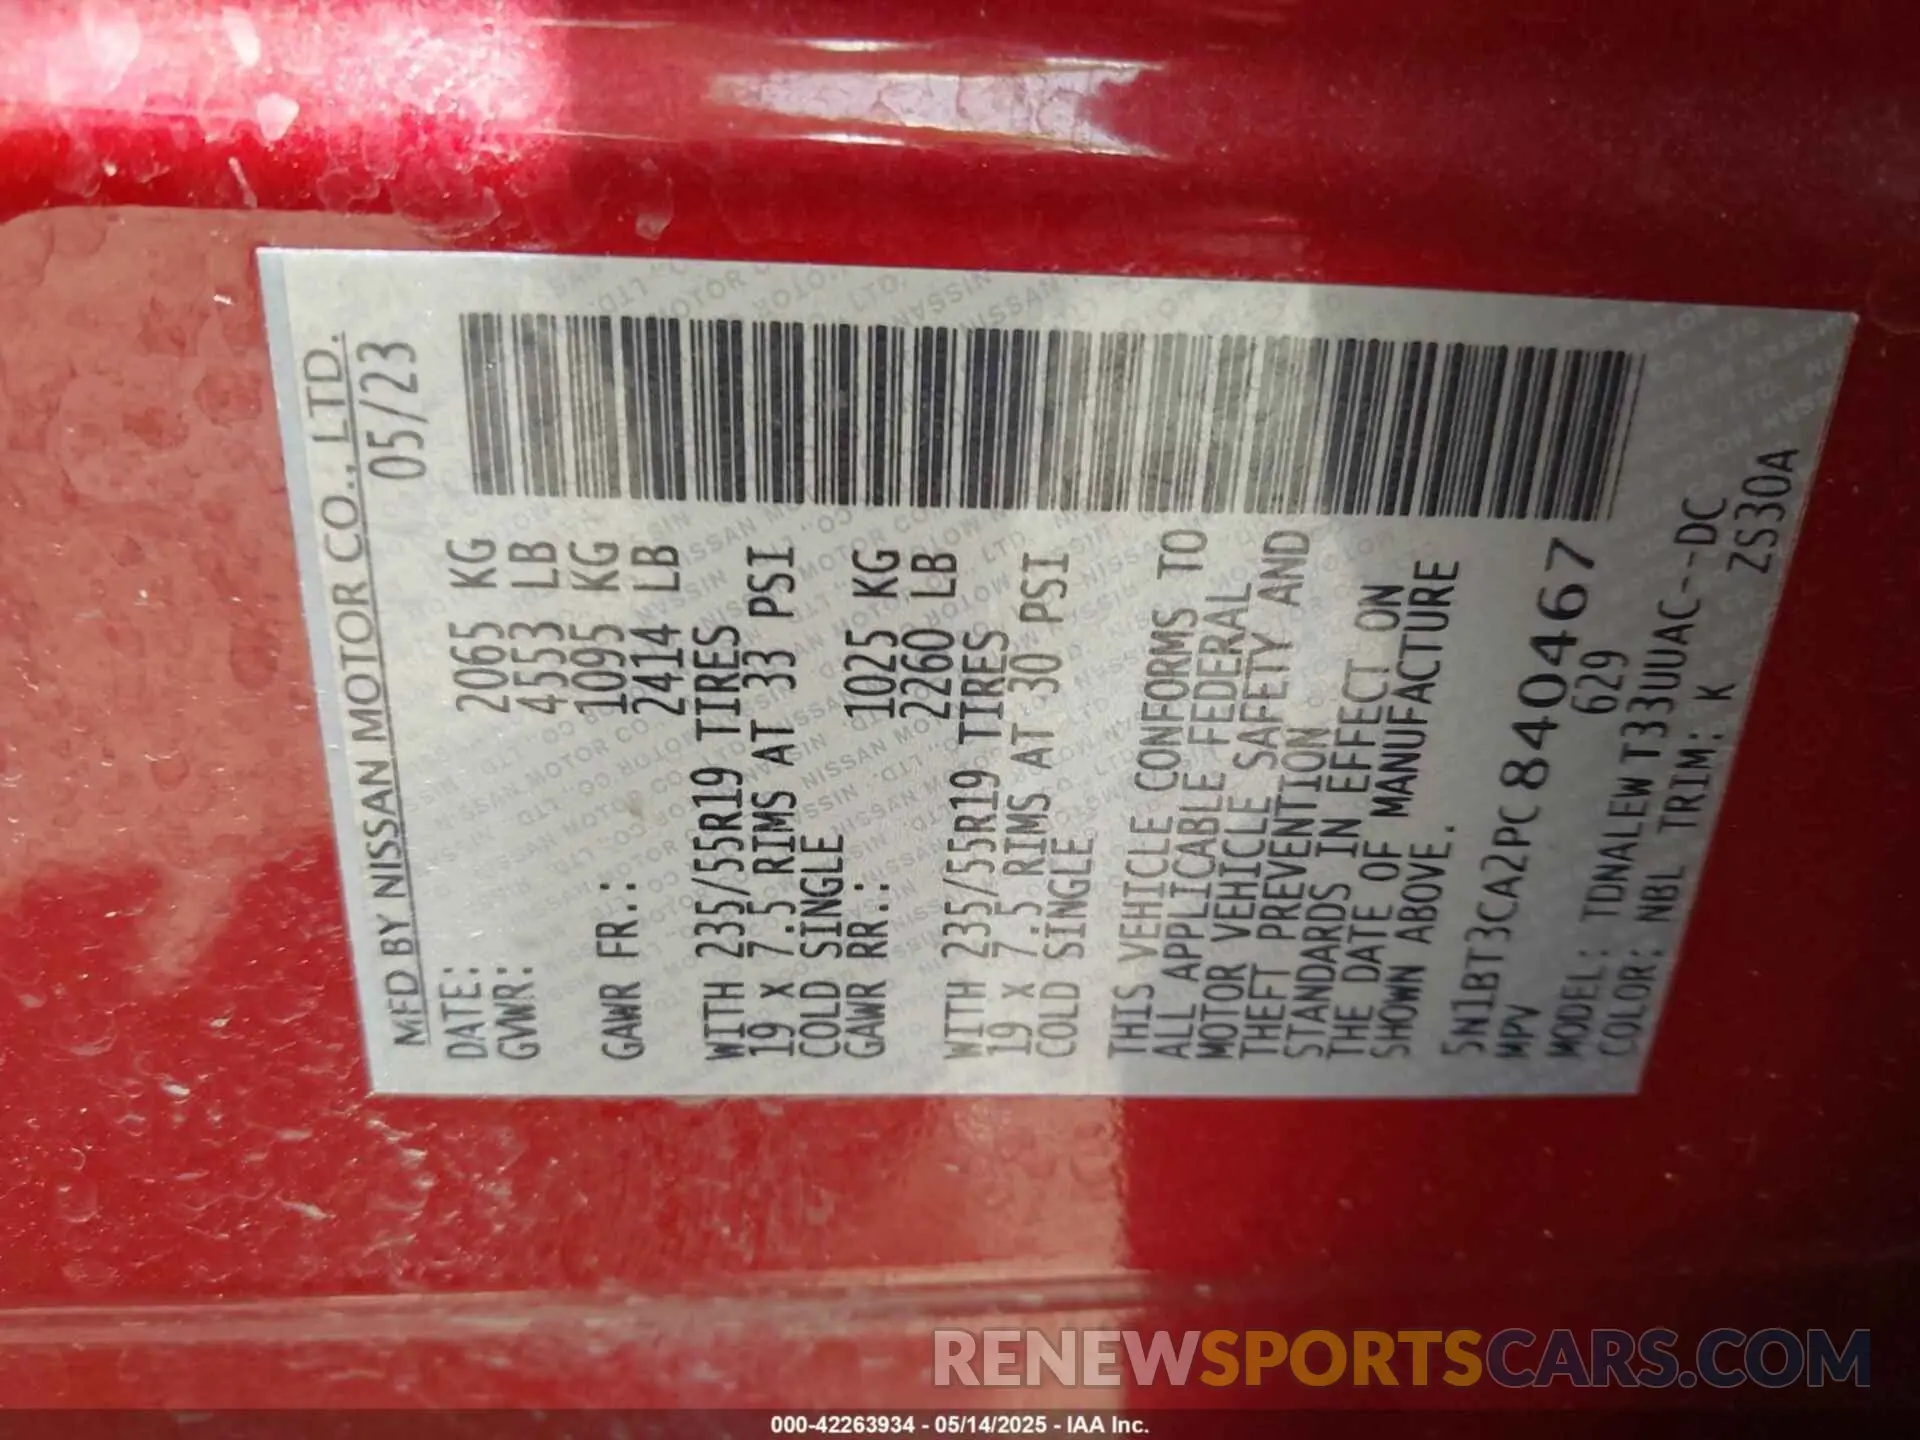 MFD BY NISSAN MOTOR CO., LTD.
DATE: 05/23
GVWR: 2065 KG
4553 LB
GAWR FR.: 1095 KG
2414 LB
WITH 235/55R19 TIRES
19 X 7.5 RIMS AT 33 PSI
COLD SINGLE
GAWR RR.: 1025 KG
2260 LB
WITH 235/55R19 TIRES
19 X 7.5 RIMS AT 30 PSI
COLD SINGLE
THIS VEHICLE CONFORMS TO
ALL APPLICABLE FEDERAL
MOTOR VEHICLE SAFETY AND
THEFT PREVENTION
STANDARDS IN EFFECT ON
THE DATE OF MANUFACTURE
SHOWN ABOVE.
5N1BT3CA2PC840467
MPV 629
MODEL: TDNALEWT33UUAC--DC
COLOR: NBL TRIM: K ZS30A
RENEWSPORTSCARS.COM
000-42263934 - 05/14/2025 - IAA Inc.